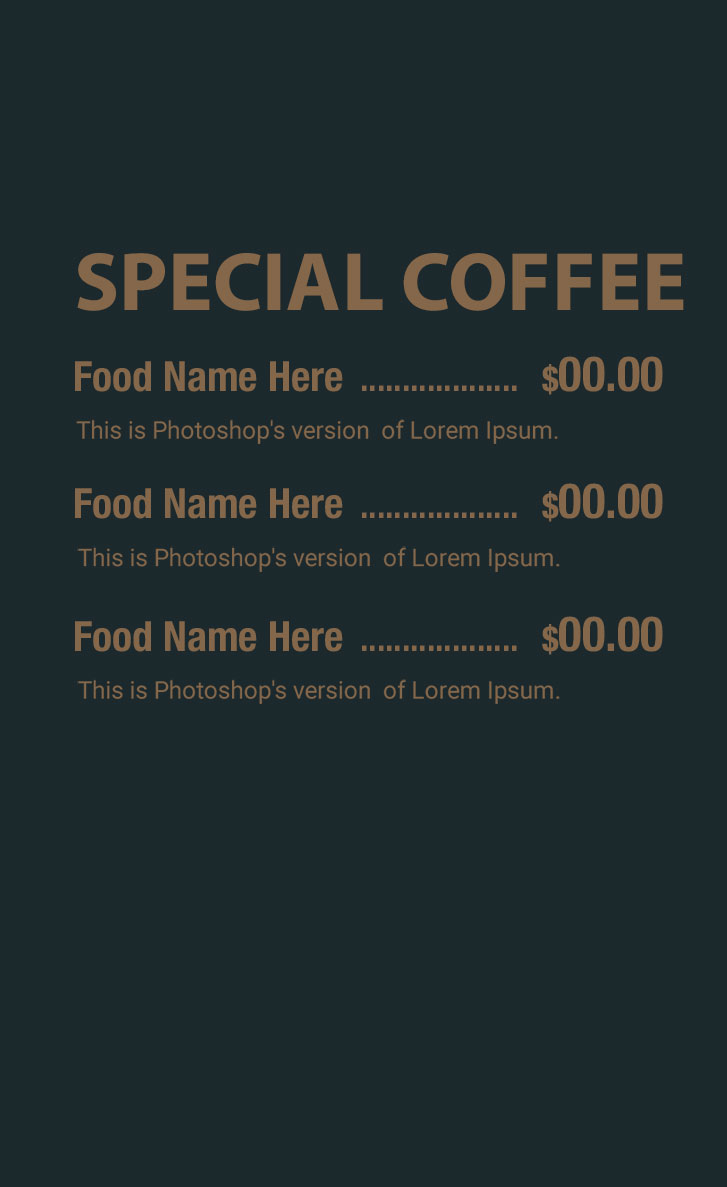 SPECIAL COFFEE
Food Name Here ................... $00.00
This is Photoshop's version  of Lorem Ipsum.
Food Name Here ................... $00.00
This is Photoshop's version  of Lorem Ipsum.
Food Name Here ................... $00.00
This is Photoshop's version  of Lorem Ipsum.